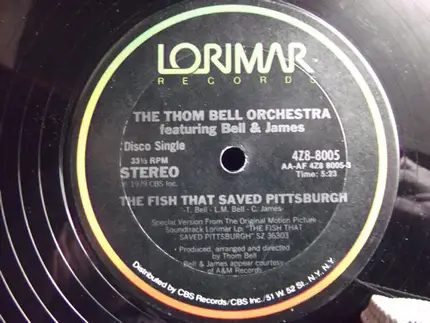 LORIMAR
RECORDS
THE THOM BELL ORCHESTRA
featuring Bell & James
Disco Single
33⅓ RPM
STEREO
℗ 1979 CBS Inc.
4Z8-8005
AA-AF 4Z8 8005-3
Time: 5:23
THE FISH THAT SAVED PITTSBURGH
-T. Bell - L.M. Bell - C. James-
Special Version From The Original Motion Picture
Soundtrack Lorimar Lp: "THE FISH THAT
SAVED PITTSBURGH" SZ 36303
• Produced, arranged and directed
by Thom Bell
Bell & James appear courtesy
of A&M Records
Distributed by CBS Records/CBS Inc./51 W. 52 St., N.Y., N.Y.